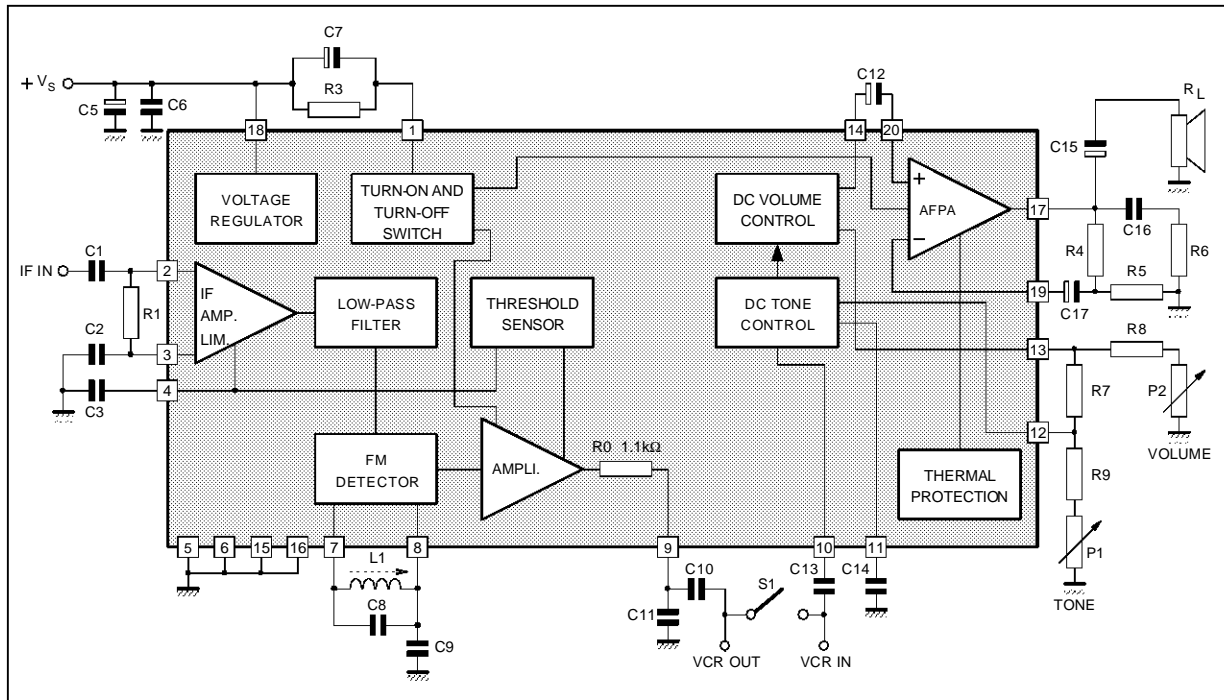 C7
+ VS
C5
C6
R3
C12
RL
18
1
14
20
C15
VOLTAGE
REGULATOR
TURN-ON AND
TURN-OFF
SWITCH
DC VOLUME
CONTROL
+
AFPA
−
17
C16
R4
R6
IF IN
C1
2
R1
IF
AMP.
LIM.
LOW-PASS
FILTER
THRESHOLD
SENSOR
DC TONE
CONTROL
19
C17
R5
C2
3
4
C3
13
R8
R7
P2
VOLUME
12
FM
DETECTOR
AMPLI.
R0 1.1kΩ
THERMAL
PROTECTION
R9
P1
TONE
5
6
15
16
7
8
9
10
11
L1
C8
C9
C10
C11
S1
C13
C14
VCR OUT
VCR IN